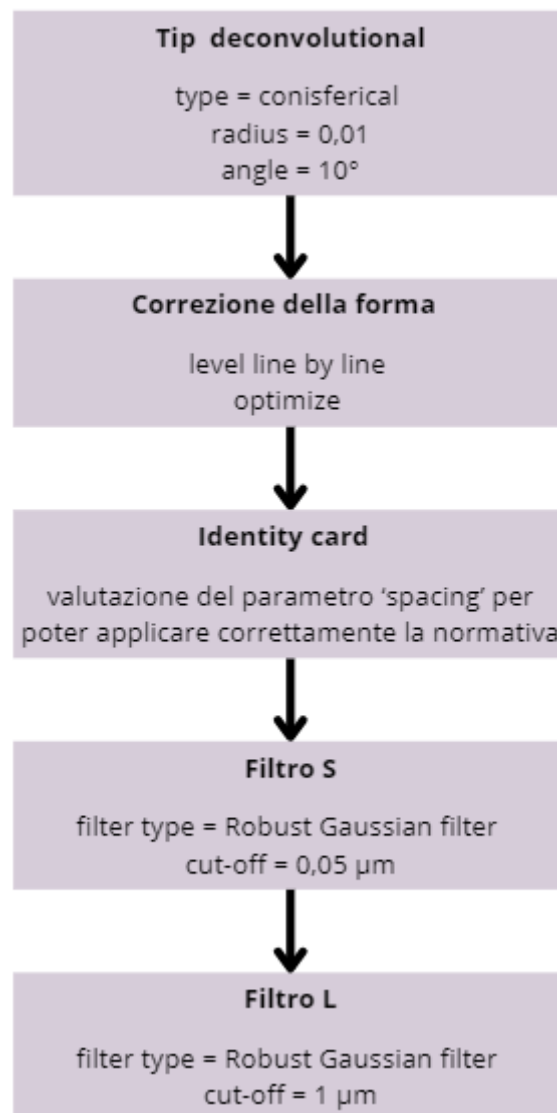 Tip deconvolutional
type = conisferical
radius = 0,01
angle = 10°
Correzione della forma
level line by line
optimize
Identity card
valutazione del parametro ‘spacing’ per
poter applicare correttamente la normativa
Filtro S
filter type = Robust Gaussian filter
cut-off = 0,05 μm
Filtro L
filter type = Robust Gaussian filter
cut-off = 1 μm